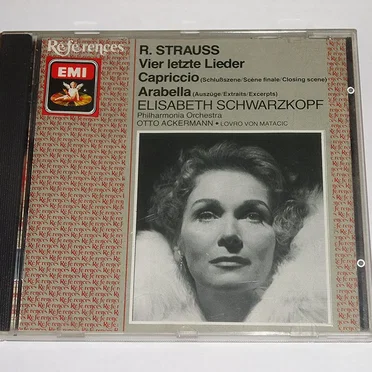 Références
EMI
R. STRAUSS
Vier letzte Lieder
Capriccio (Schlußszene/Scène finale/Closing scene)
Arabella (Auszüge/Extraits/Excerpts)
ELISABETH SCHWARZKOPF
Philharmonia Orchestra
OTTO ACKERMANN • LOVRO VON MATACIC